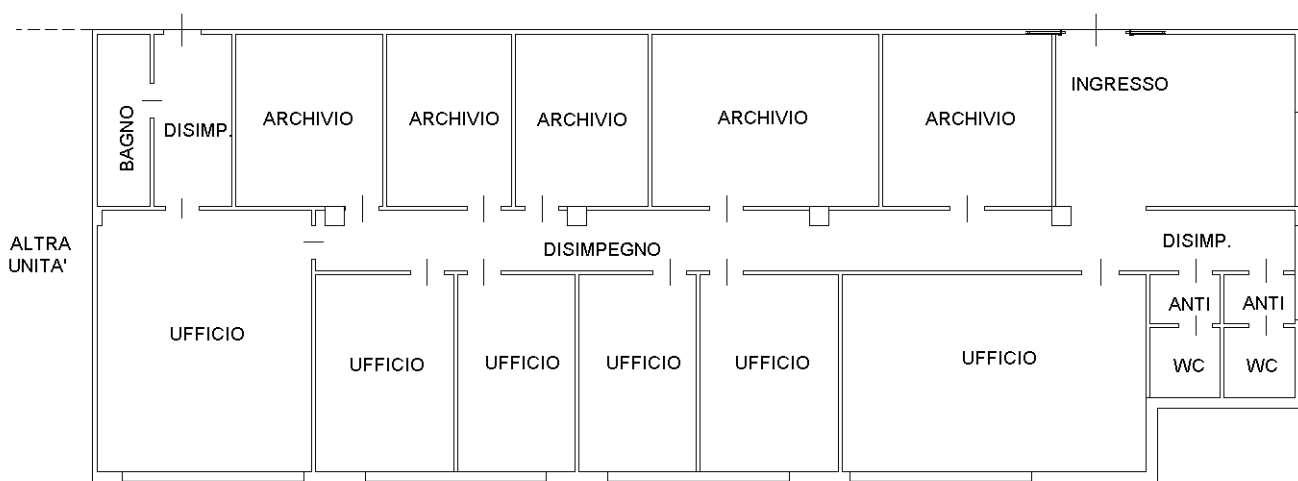 INGRESSO
ARCHIVIO
ARCHIVIO
ARCHIVIO
ARCHIVIO
ARCHIVIO
BAGNO
DISIMP.
ALTRA
UNITA'
DISIMPEGNO
DISIMP.
ANTI
ANTI
UFFICIO
UFFICIO
UFFICIO
UFFICIO
UFFICIO
UFFICIO
WC
WC